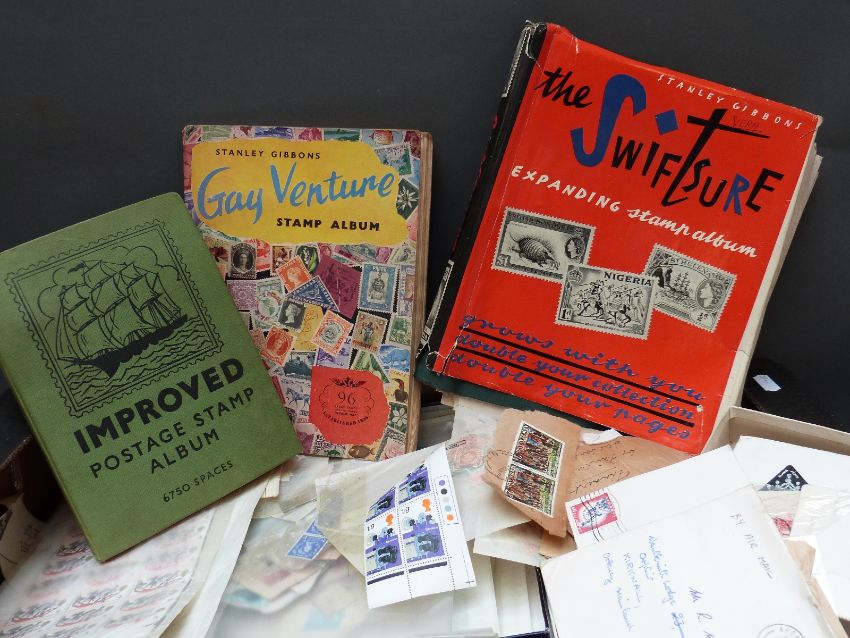 STANLEY GIBBONS
the SWIFTSURE
VERA
EXPANDING stamp album
NIGERIA
grows with you
double your collection
double your pages
STANLEY GIBBONS
Gay Venture
STAMP ALBUM
96
IMPROVED
POSTAGE STAMP
ALBUM
6750 SPACES
BY AIR MAIL